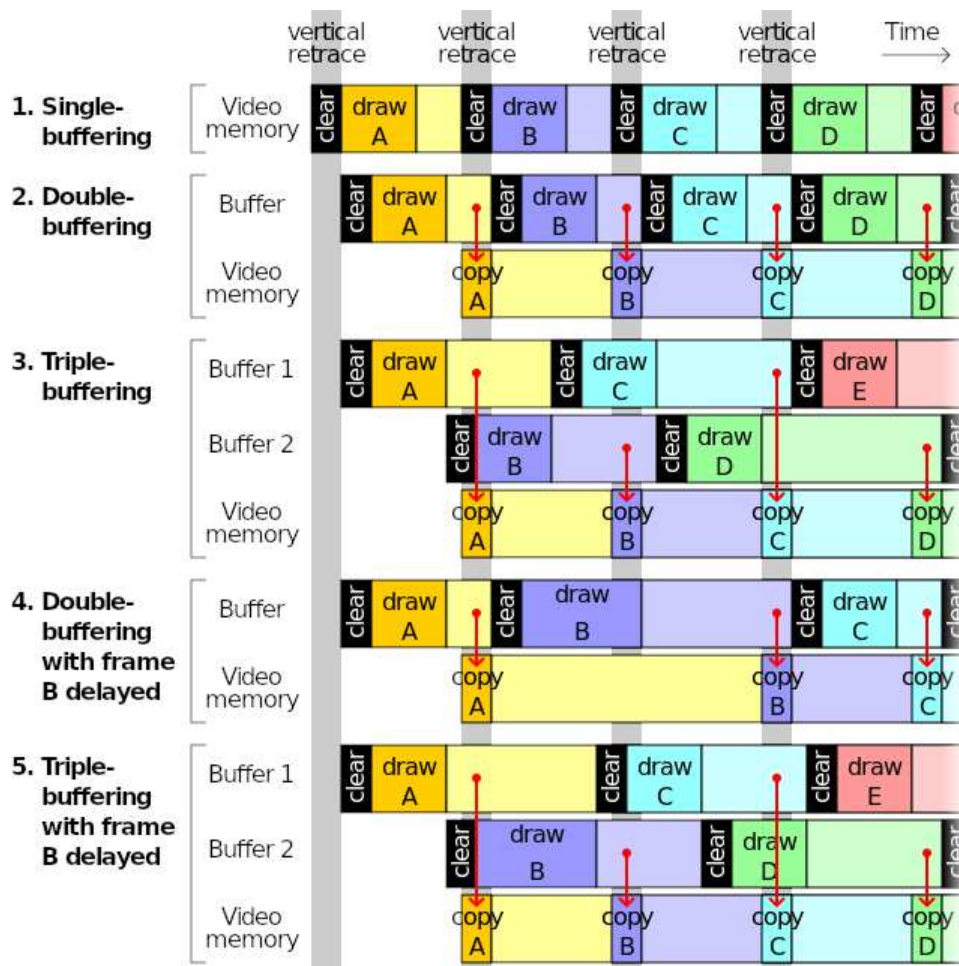 vertical retrace vertical retrace vertical retrace vertical retrace Time
1. Single-buffering
Video memory
clear draw A clear draw B clear draw C clear draw D clear
2. Double-buffering
Buffer
clear draw A clear draw B clear draw C clear draw D clear
Video memory
copy A copy B copy C copy D
3. Triple-buffering
Buffer 1
clear draw A clear draw C clear draw E
Buffer 2
clear draw B clear draw D clear
Video memory
copy A copy B copy C copy D
4. Double-buffering with frame B delayed
Buffer
clear draw A clear draw B clear draw C clear
Video memory
copy A copy B copy C
5. Triple-buffering with frame B delayed
Buffer 1
clear draw A clear draw C clear draw E
Buffer 2
clear draw B clear draw D clear
Video memory
copy A copy B copy C copy D